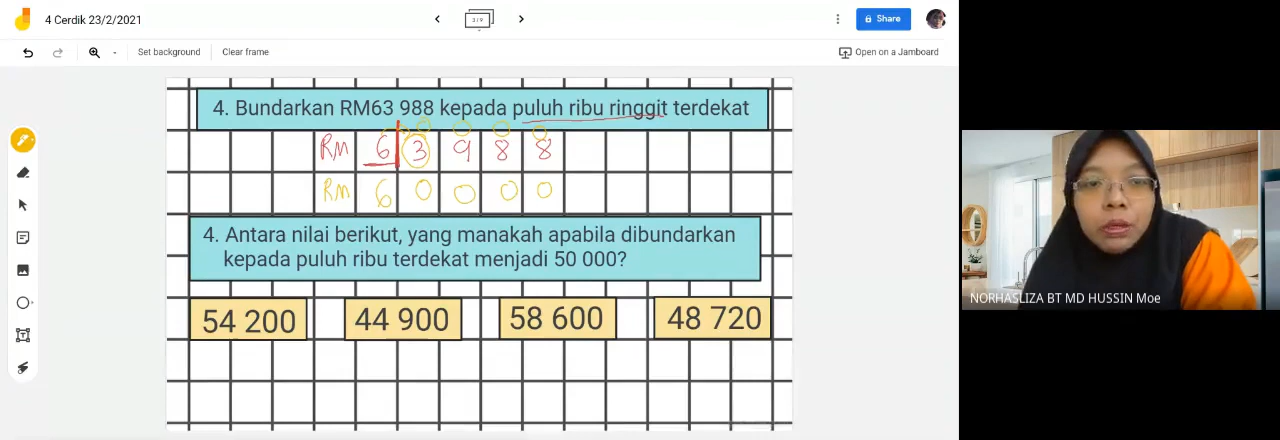 4 Cerdik 23/2/2021
3 / 9
Share
Set background
Clear frame
Open on a Jamboard
4. Bundarkan RM63 988 kepada puluh ribu ringgit terdekat
RM 6 3 9 8 8
RM 6 0 0 0 0
4. Antara nilai berikut, yang manakah apabila dibundarkan
kepada puluh ribu terdekat menjadi 50 000?
54 200
44 900
58 600
48 720
NORHASLIZA BT MD HUSSIN Moe